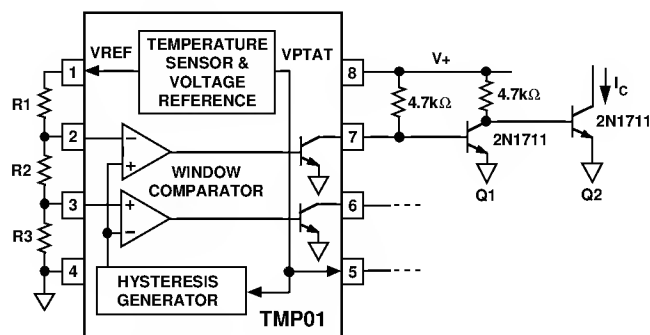 TEMPERATURE
SENSOR &
VOLTAGE
REFERENCE
VREF
VPTAT
1
8
V+
R1
4.7kΩ
4.7kΩ
IC
2N1711
2
7
2N1711
R2
WINDOW
COMPARATOR
Q1
Q2
3
6
R3
4
5
HYSTERESIS
GENERATOR
TMP01